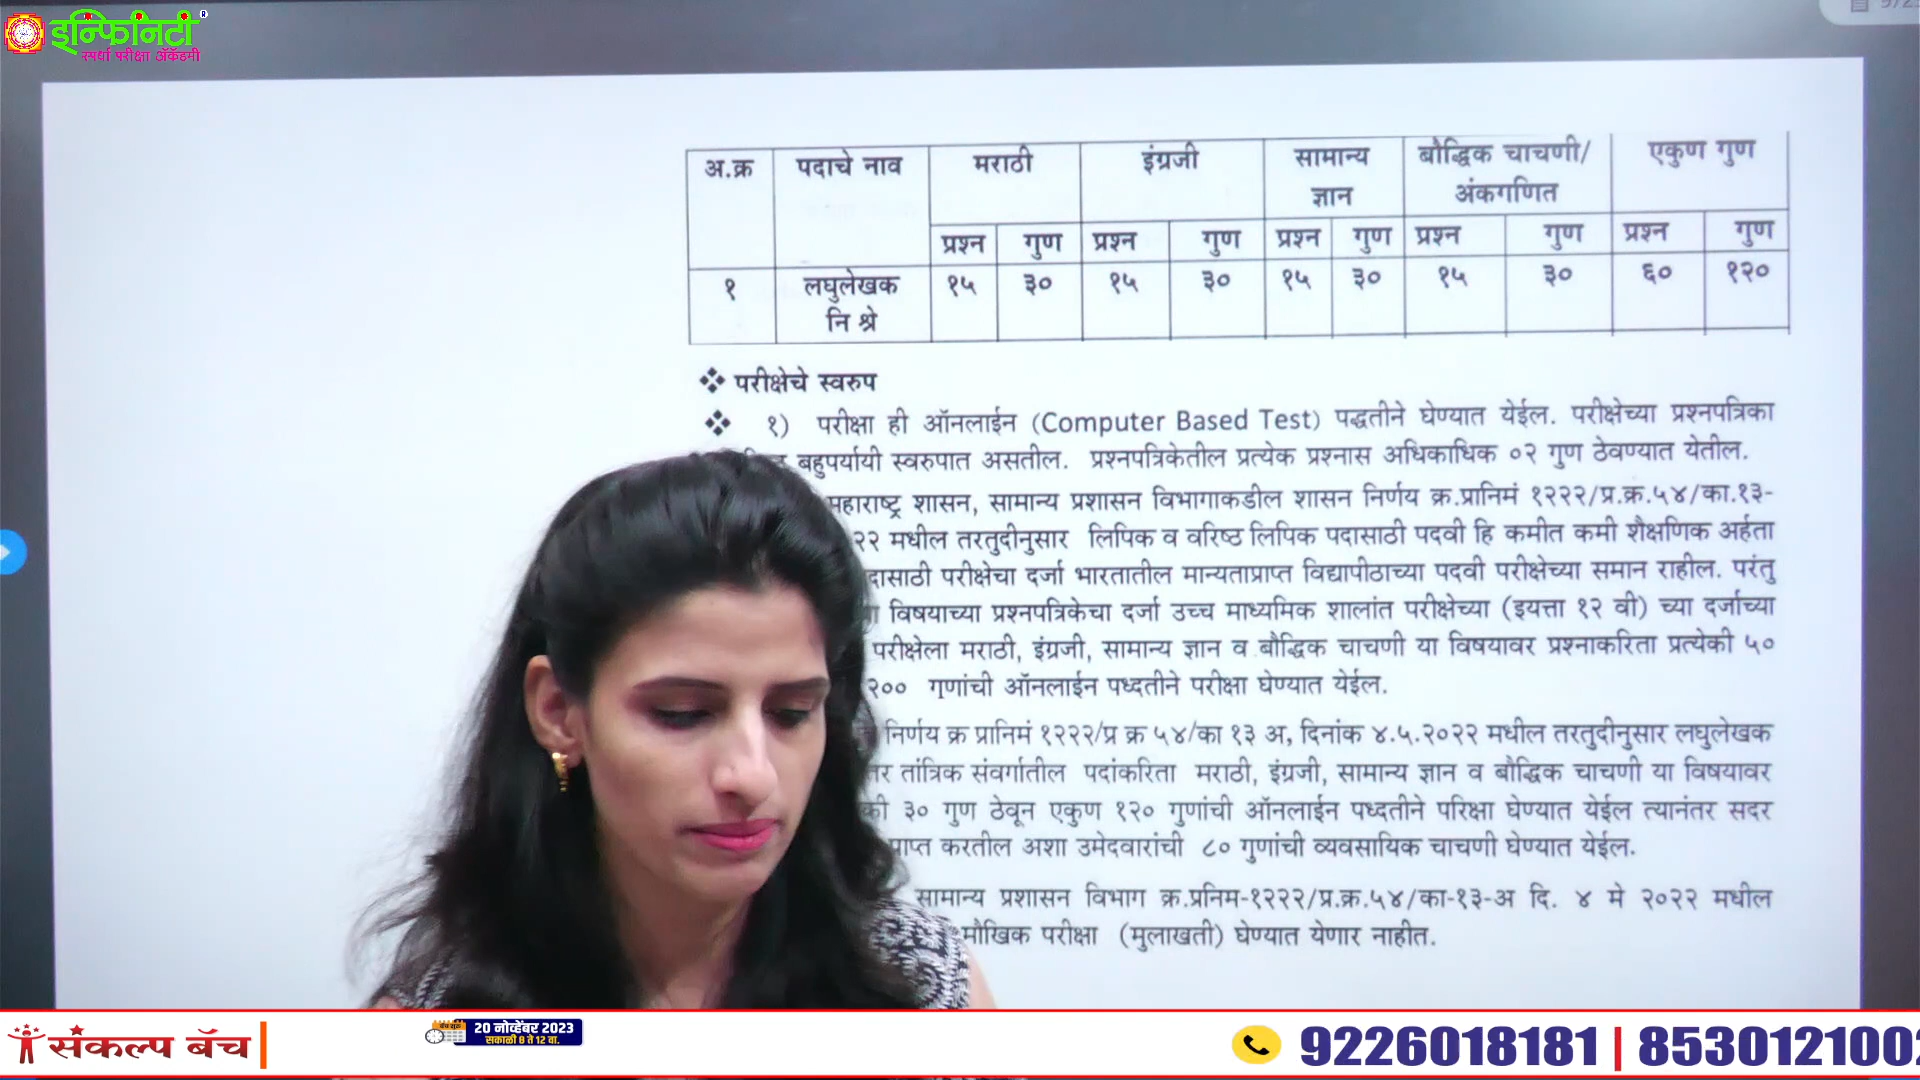 इन्फिनिटी
स्पर्धा परीक्षा अ‍ॅकॅडमी
अ.क्र पदाचे नाव मराठी इंग्रजी सामान्य ज्ञान बौद्धिक चाचणी/ अंकगणित एकुण गुण
प्रश्न गुण प्रश्न गुण प्रश्न गुण प्रश्न गुण प्रश्न गुण
१ लघुलेखक नि श्रे १५ ३० १५ ३० १५ ३० १५ ३० ६० १२०
❖ परीक्षेचे स्वरुप
❖ १) परीक्षा ही ऑनलाईन (Computer Based Test) पद्धतीने घेण्यात येईल. परीक्षेच्या प्रश्नपत्रिका
बहुपर्यायी स्वरुपात असतील. प्रश्नपत्रिकेतील प्रत्येक प्रश्नास अधिकाधिक ०२ गुण ठेवण्यात येतील.
महाराष्ट्र शासन, सामान्य प्रशासन विभागाकडील शासन निर्णय क्र.प्रानिमं १२२२/प्र.क्र.५४/का.१३-
२२ मधील तरतुदीनुसार लिपिक व वरिष्ठ लिपिक पदासाठी पदवी हि कमीत कमी शैक्षणिक अर्हता
परीक्षेचा दर्जा भारतातील मान्यताप्राप्त विद्यापीठाच्या पदवी परीक्षेच्या समान राहील. परंतु
विषयाच्या प्रश्नपत्रिकेचा दर्जा उच्च माध्यमिक शालांत परीक्षेच्या (इयत्ता १२ वी) च्या दर्जाच्या
परीक्षेला मराठी, इंग्रजी, सामान्य ज्ञान व बौद्धिक चाचणी या विषयावर प्रश्नाकरिता प्रत्येकी ५०
२०० गुणांची ऑनलाईन पध्दतीने परीक्षा घेण्यात येईल.
निर्णय क्र प्रानिमं १२२२/प्र क्र ५४/का १३ अ, दिनांक ४.५.२०२२ मधील तरतुदीनुसार लघुलेखक
तांत्रिक संवर्गातील पदांकरिता मराठी, इंग्रजी, सामान्य ज्ञान व बौद्धिक चाचणी या विषयावर
३० गुण ठेवून एकुण १२० गुणांची ऑनलाईन पध्दतीने परिक्षा घेण्यात येईल त्यानंतर सदर
प्राप्त करतील अशा उमेदवारांची ८० गुणांची व्यवसायिक चाचणी घेण्यात येईल.
सामान्य प्रशासन विभाग क्र.प्रनिम-१२२२/प्र.क्र.५४/का-१३-अ दि. ४ मे २०२२ मधील
मौखिक परीक्षा (मुलाखती) घेण्यात येणार नाहीत.
संकल्प बॅच
20 नोव्हेंबर 2023
सकाळी 8 ते 12 वा.
9226018181 | 8530121002